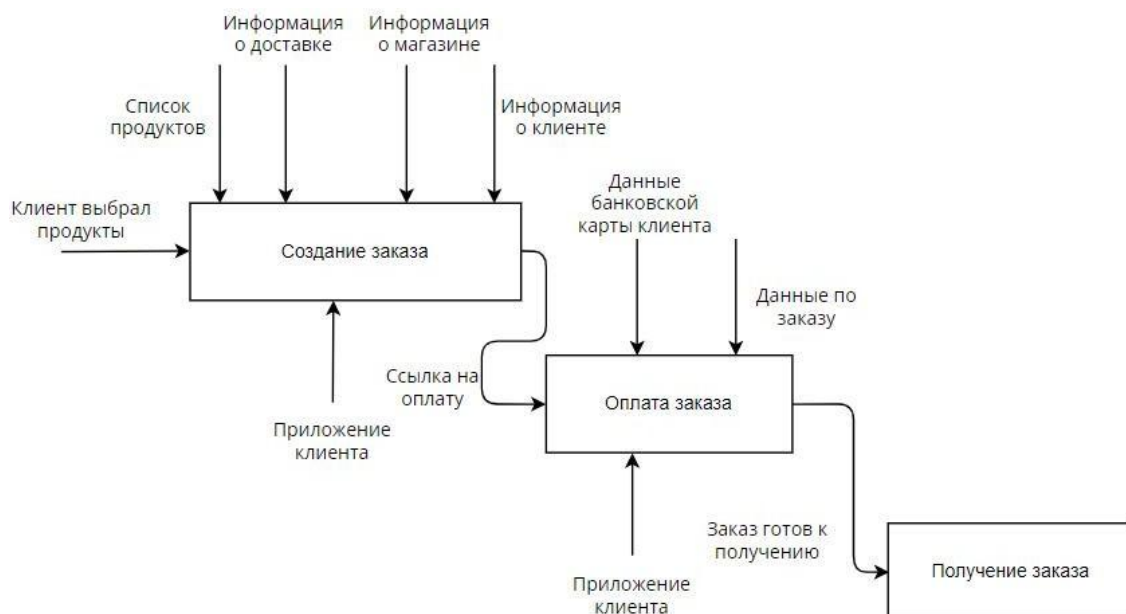 Информация
о доставке
Информация
о магазине
Список
продуктов
Информация
о клиенте
Клиент выбрал
продукты
Создание заказа
Данные
банковской
карты клиента
Данные по
заказу
Ссылка на
оплату
Оплата заказа
Приложение
клиента
Заказ готов к
получению
Получение заказа
Приложение
клиента